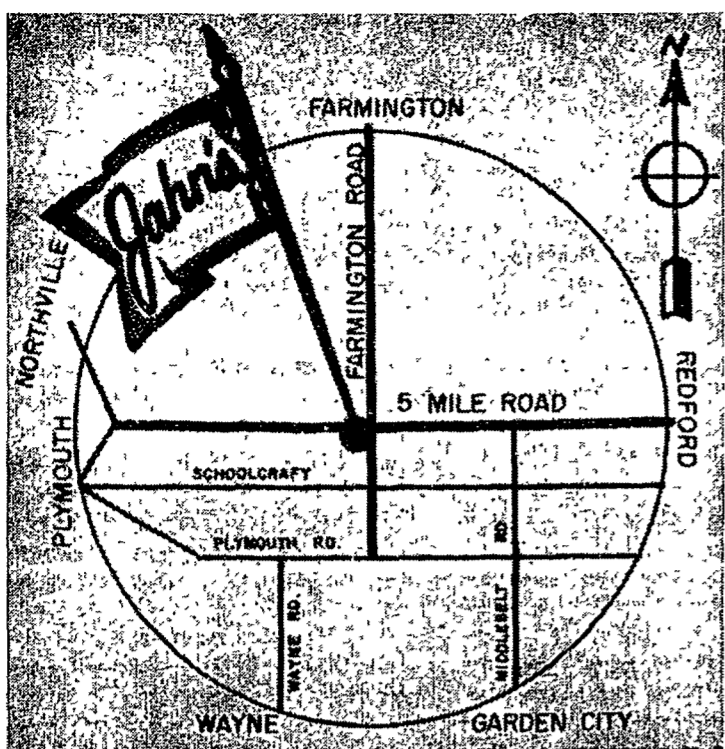 N
FARMINGTON
Jahn's
FARMINGTON ROAD
NORTHVILLE
5 MILE ROAD
REDFORD
PLYMOUTH
SCHOOLCRAFT
PLYMOUTH RD.
WAYNE RD.
MIDDLEBELT RD.
WAYNE
GARDEN CITY